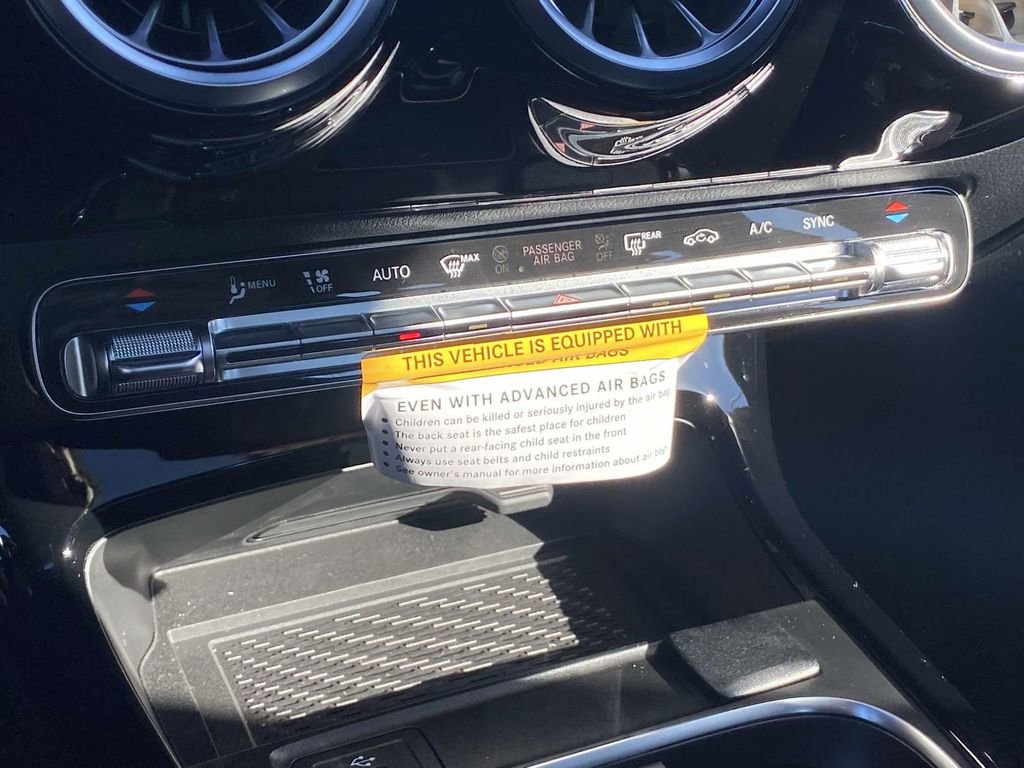 MENU
OFF
AUTO
MAX
ON
PASSENGER
AIR BAG
OFF
REAR
A/C
SYNC
THIS VEHICLE IS EQUIPPED WITH
AIR BAGS
EVEN WITH ADVANCED AIR BAGS
• Children can be killed or seriously injured by the air bag
• The back seat is the safest place for children
• Never put a rear-facing child seat in the front
• Always use seat belts and child restraints
• See owner's manual for more information about air bags